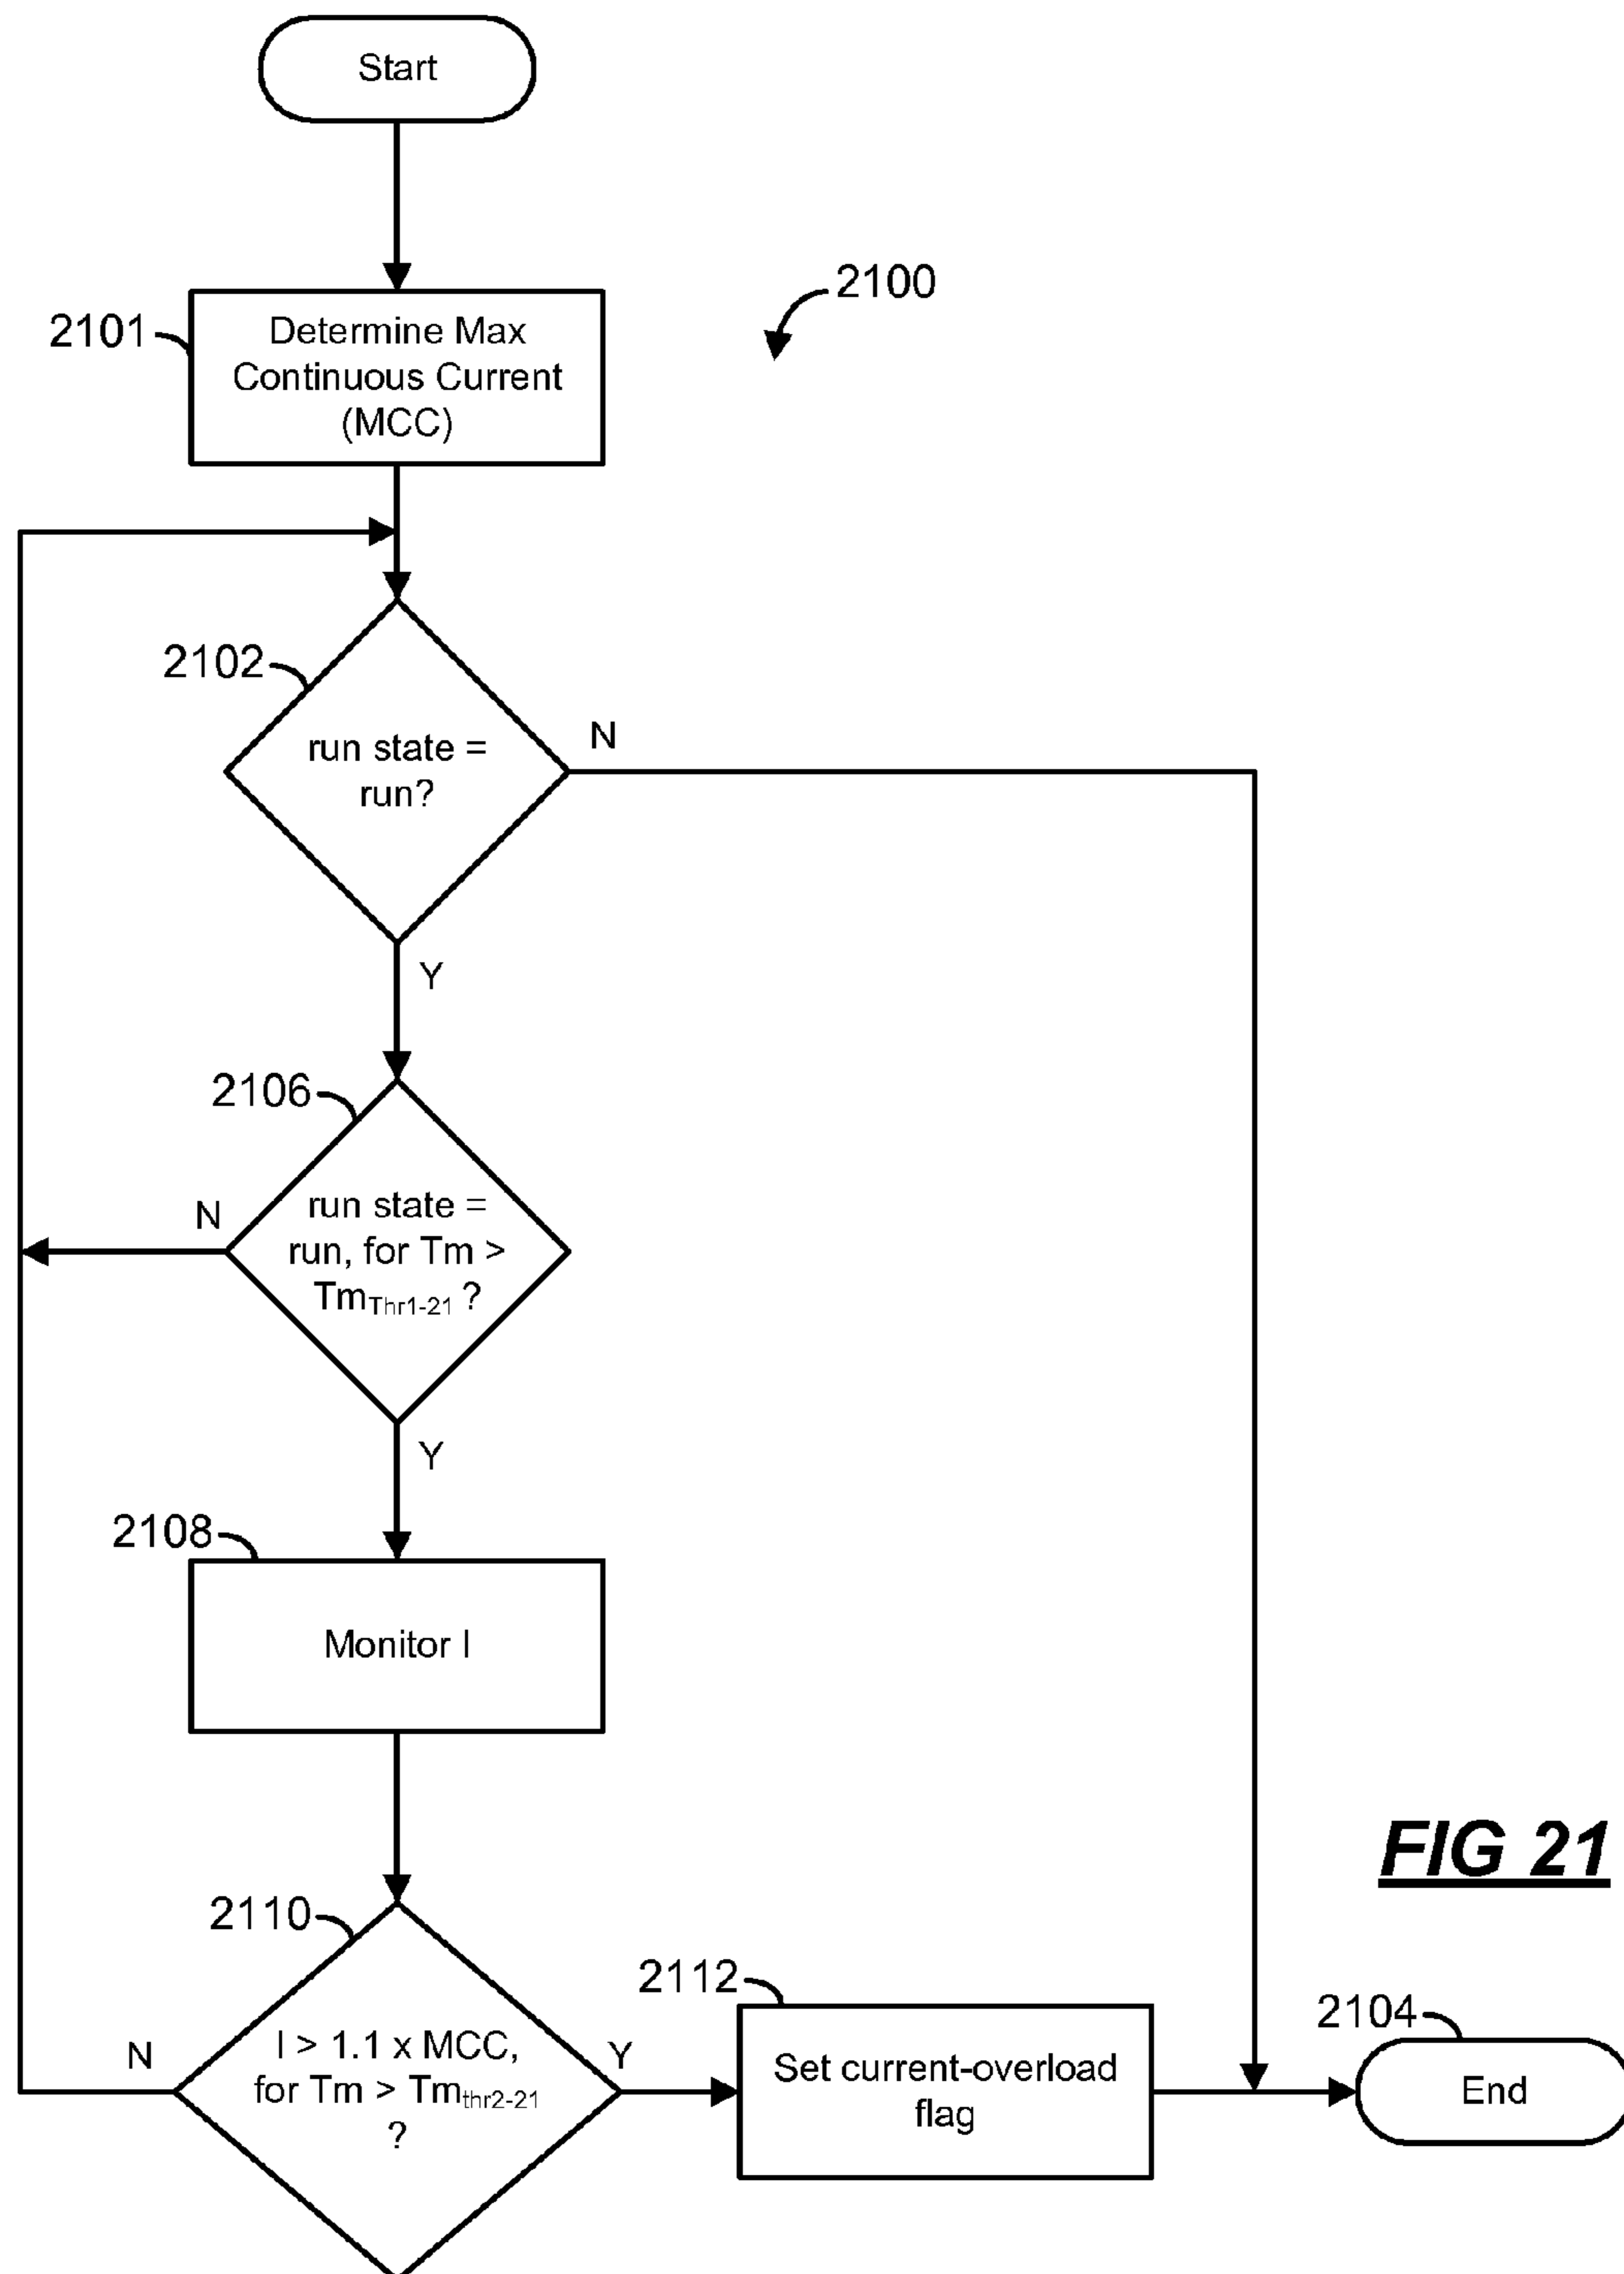 Start
2100
2101
Determine Max
Continuous Current
(MCC)
2102
run state =
run?
N
Y
2106
run state =
run, for Tm >
TmThr1-21 ?
N
Y
2108
Monitor I
FIG 21
2110
I > 1.1 x MCC,
for Tm > Tmthr2-21
?
N
Y
2112
Set current-overload
flag
2104
End